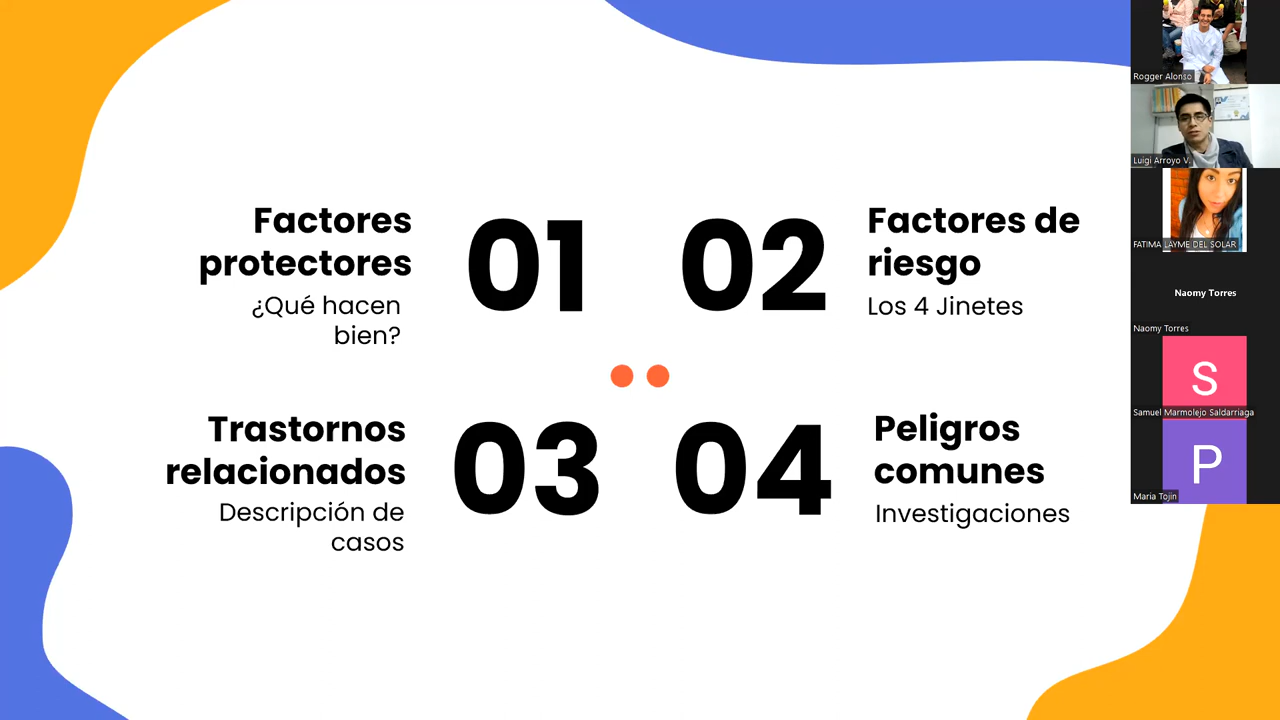 Factores
protectores
¿Qué hacen
bien?
01
02
Factores de
riesgo
Los 4 Jinetes
Trastornos
relacionados
Descripción de
casos
03
04
Peligros
comunes
Investigaciones
Rogger Alonso
Luigi Arroyo V.
FATIMA LAYME DEL SOLAR
Naomy Torres
Naomy Torres
S
Samuel Marmolejo Saldarriaga
P
Maria Tojin